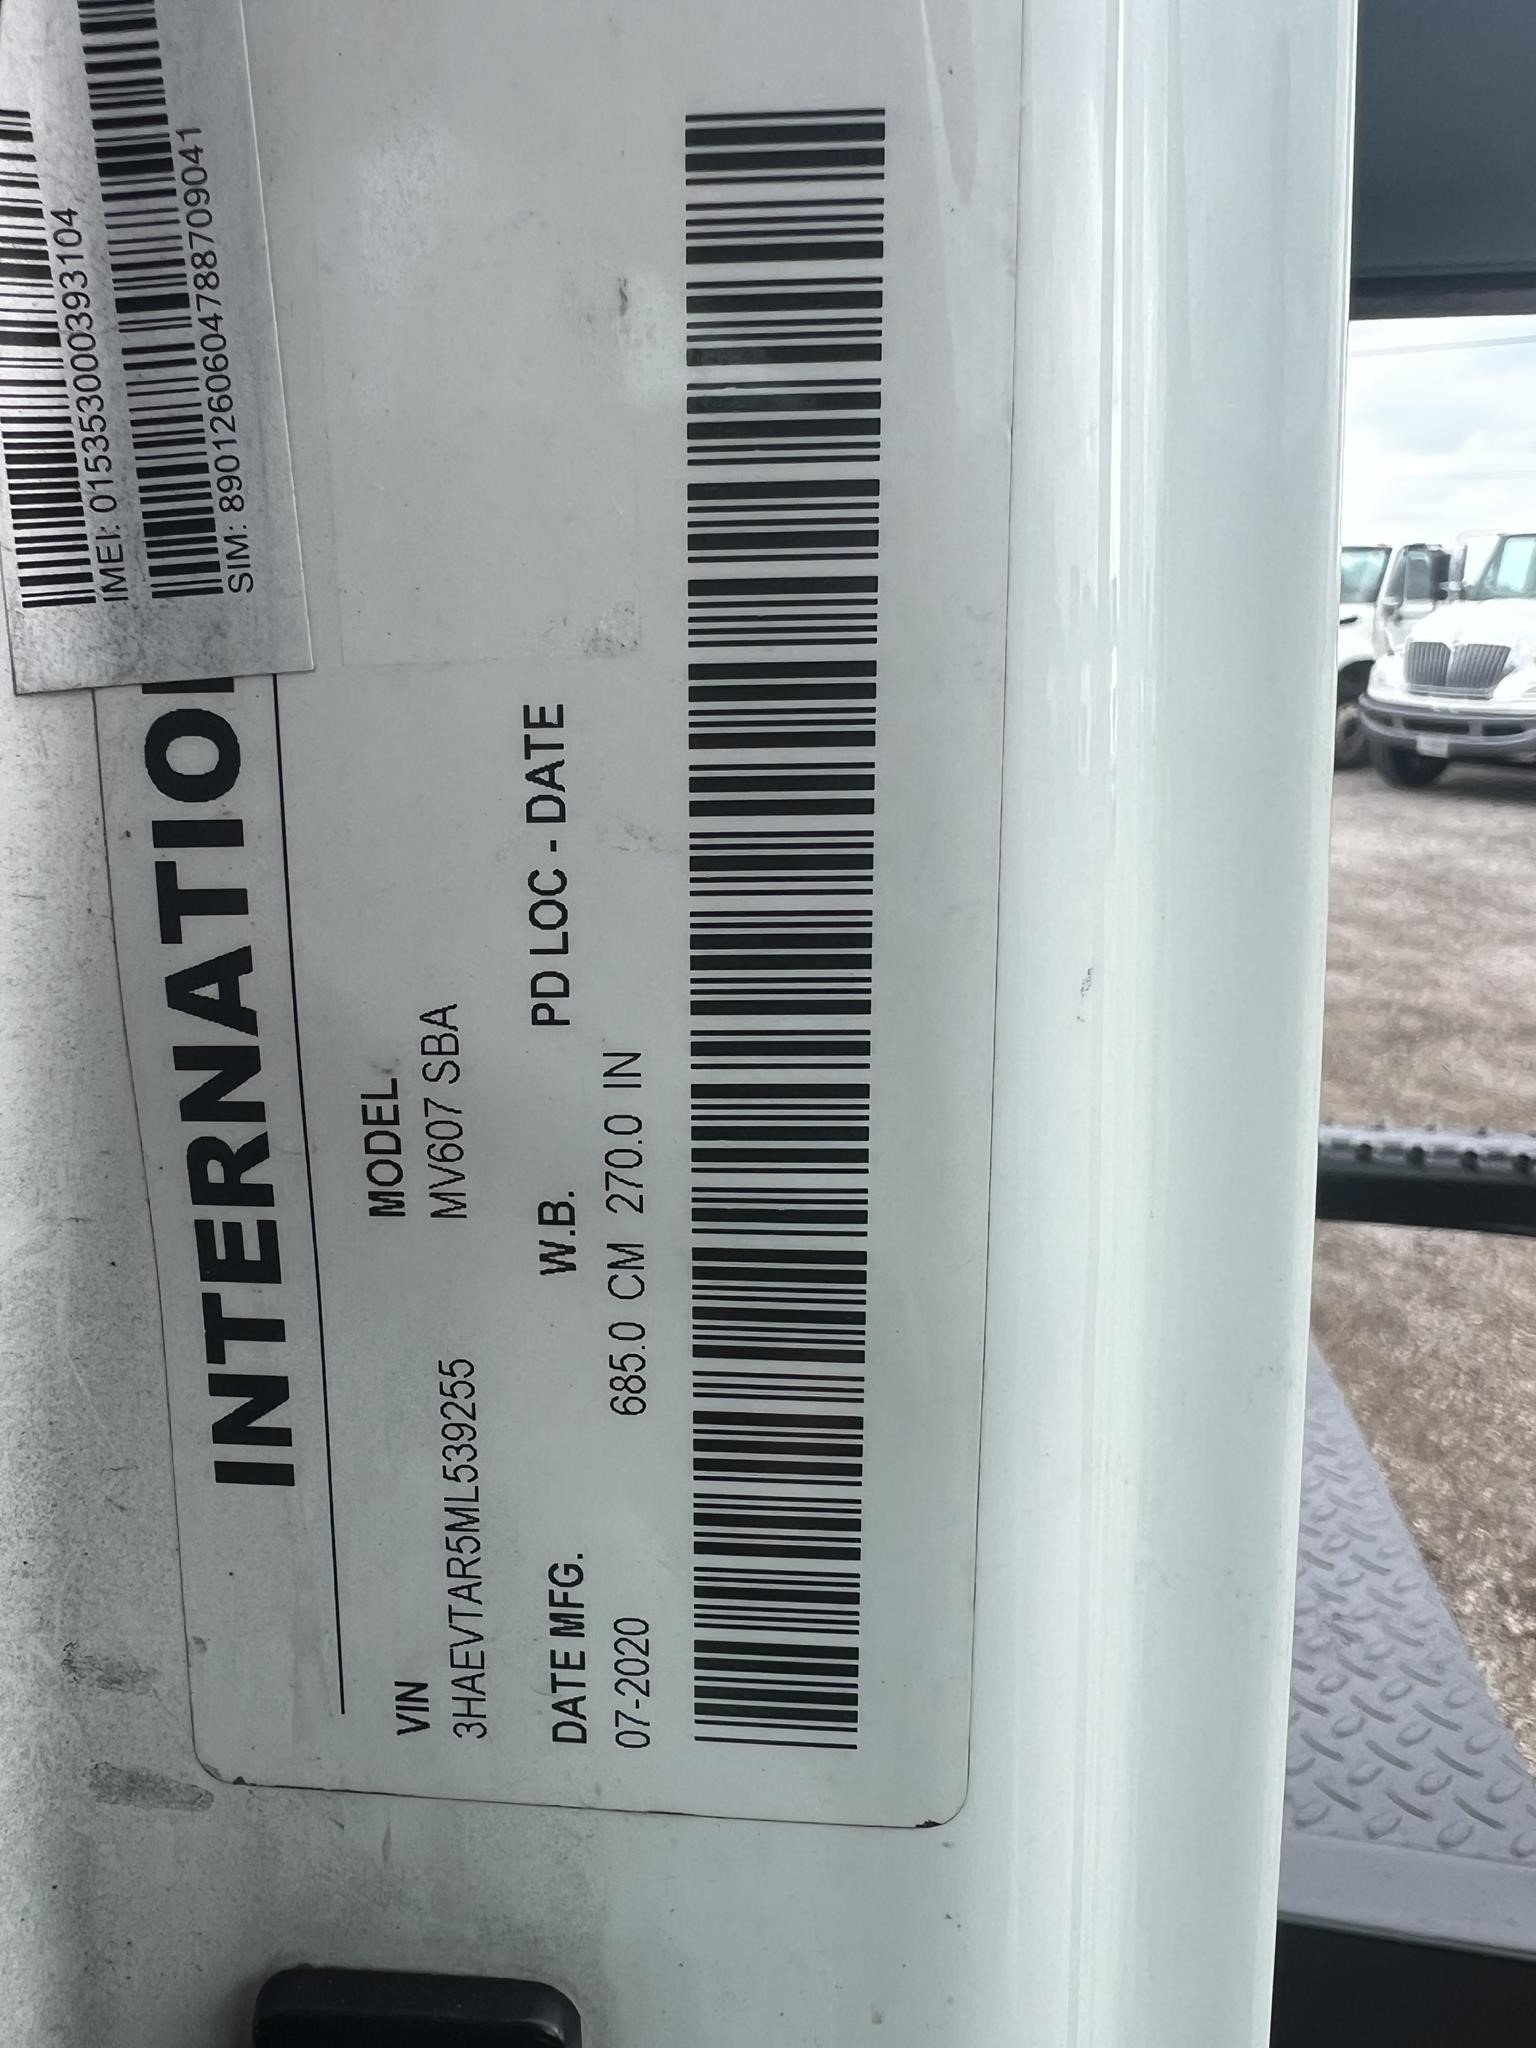 IMEI: 015353000393104
SIM: 8901260604788709041
INTERNATIO
VIN MODEL
3HAEVTAR5ML539255 MV607 SBA
DATE MFG. W.B. PD LOC - DATE
07-2020 685.0 CM 270.0 IN